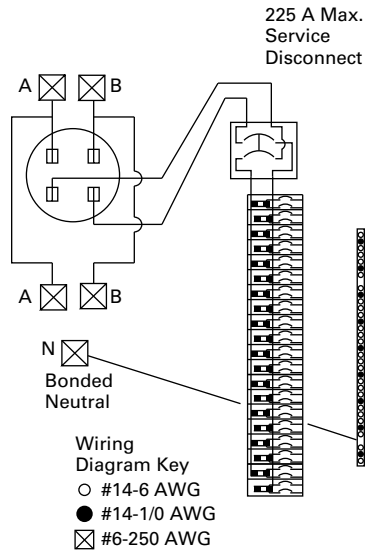 225 A Max.
Service
Disconnect
A B
A B
N
Bonded
Neutral
Wiring
Diagram Key
#14-6 AWG
#14-1/0 AWG
#6-250 AWG